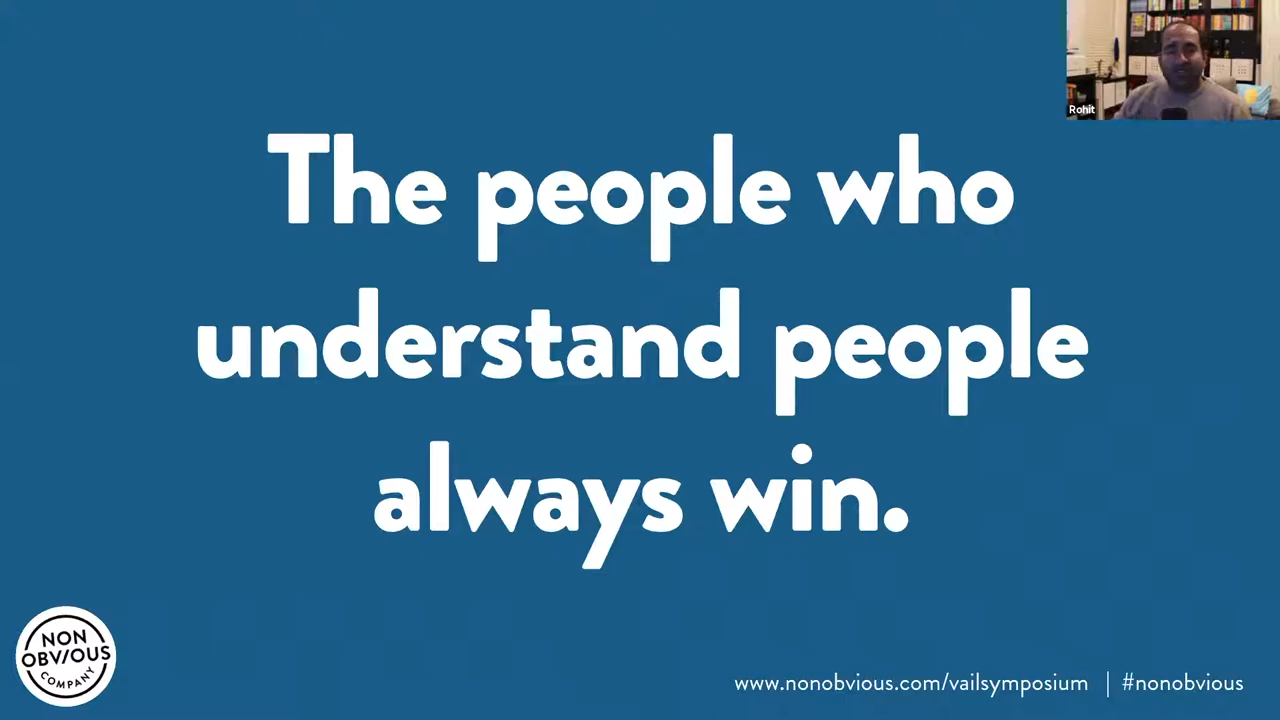 Rohit
The people who
understand people
always win.
NON
OBV/OUS
COMPANY
www.nonobvious.com/vailsymposium | #nonobvious